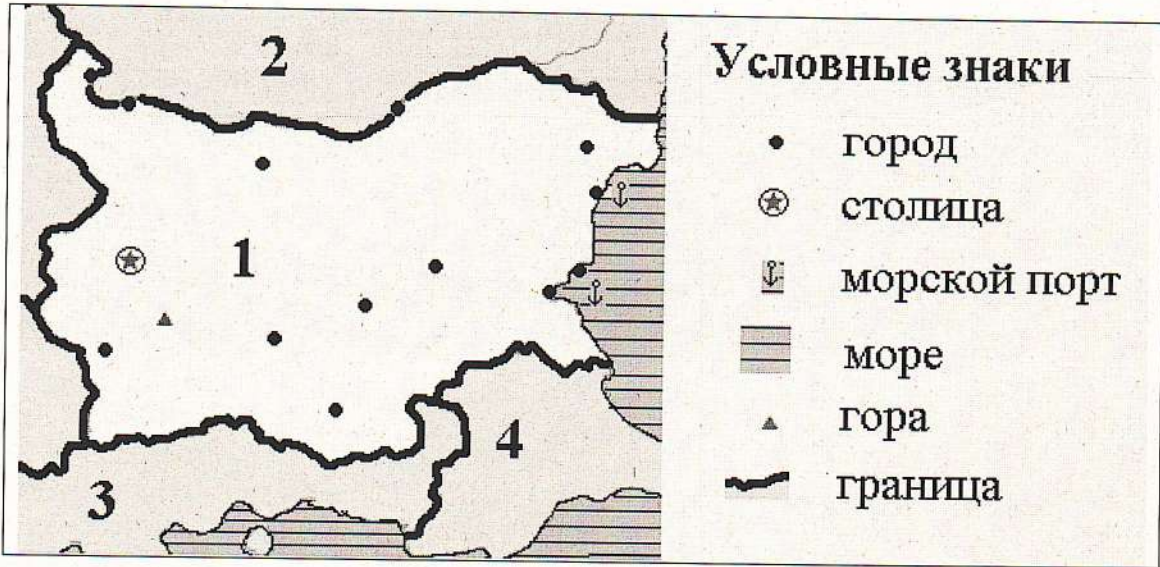 2
1
4
3
Условные знаки
город
столица
морской порт
море
гора
граница